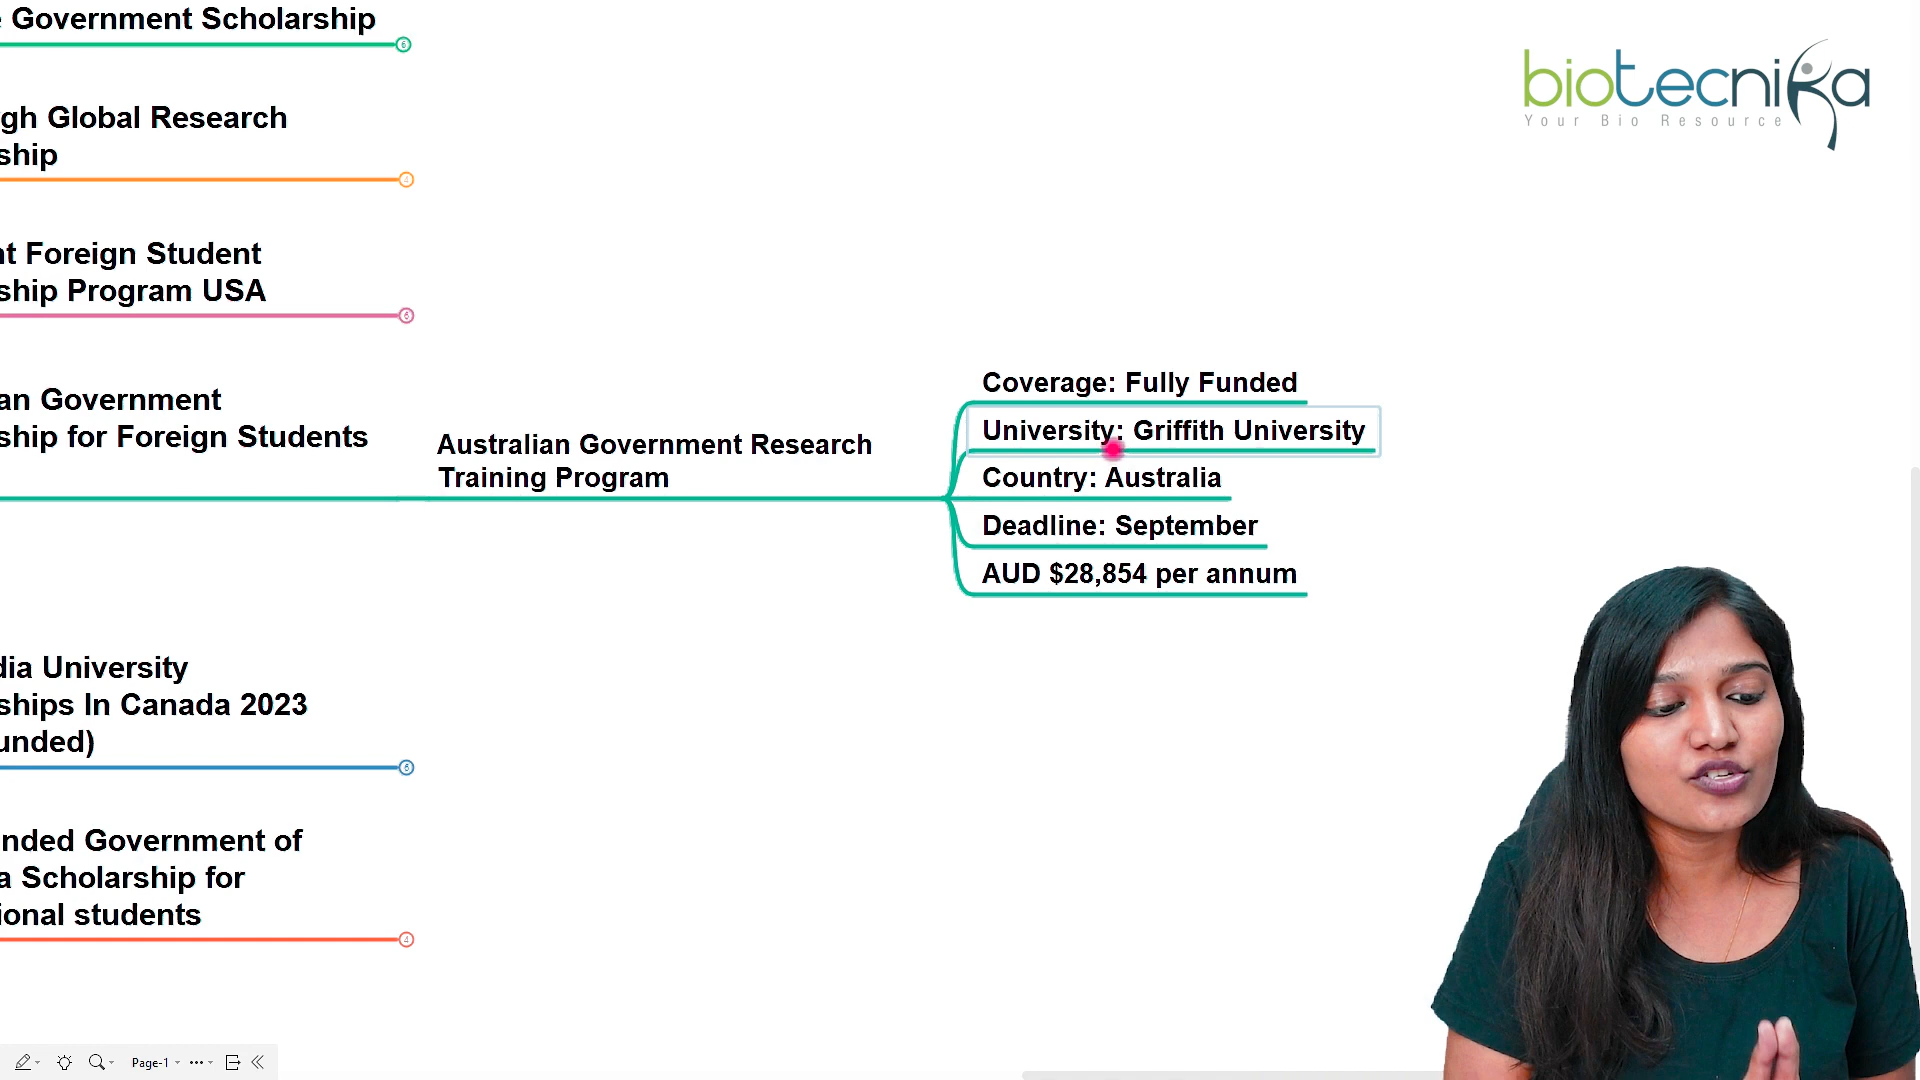 Government Scholarship
gh Global Research
ship
nt Foreign Student
ship Program USA
an Government
ship for Foreign Students
Australian Government Research
Training Program
Coverage: Fully Funded
University: Griffith University
Country: Australia
Deadline: September
AUD $28,854 per annum
dia University
ships In Canada 2023
unded)
nded Government of
a Scholarship for
ional students
biotecnika
Your Bio Resource
Page-1